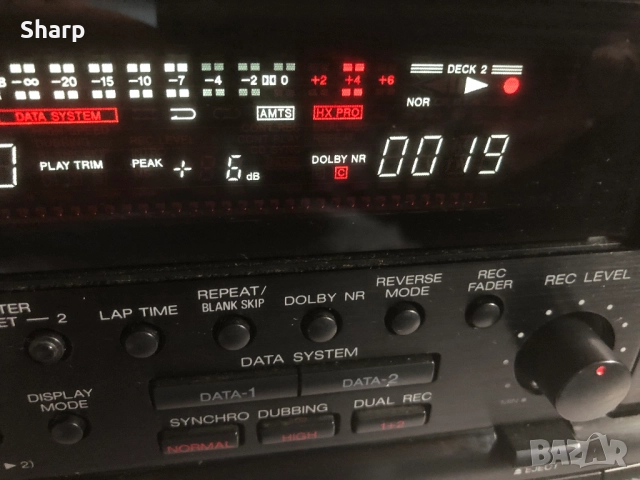 Sharp
B -∞ -20 -15 -10 -7 -4 -2 0 +2 +4 +6
DECK 2
DATA SYSTEM AMTS HX PRO NOR
PLAY TRIM PEAK +6 dB DOLBY NR C 0019
LAP TIME REPEAT/ BLANK SKIP DOLBY NR REVERSE MODE REC FADER REC LEVEL
2
DATA SYSTEM
DISPLAY MODE
DATA-1 DATA-2
SYNCHRO DUBBING DUAL REC
NORMAL HIGH 1+2
2)
EJECT
bazar